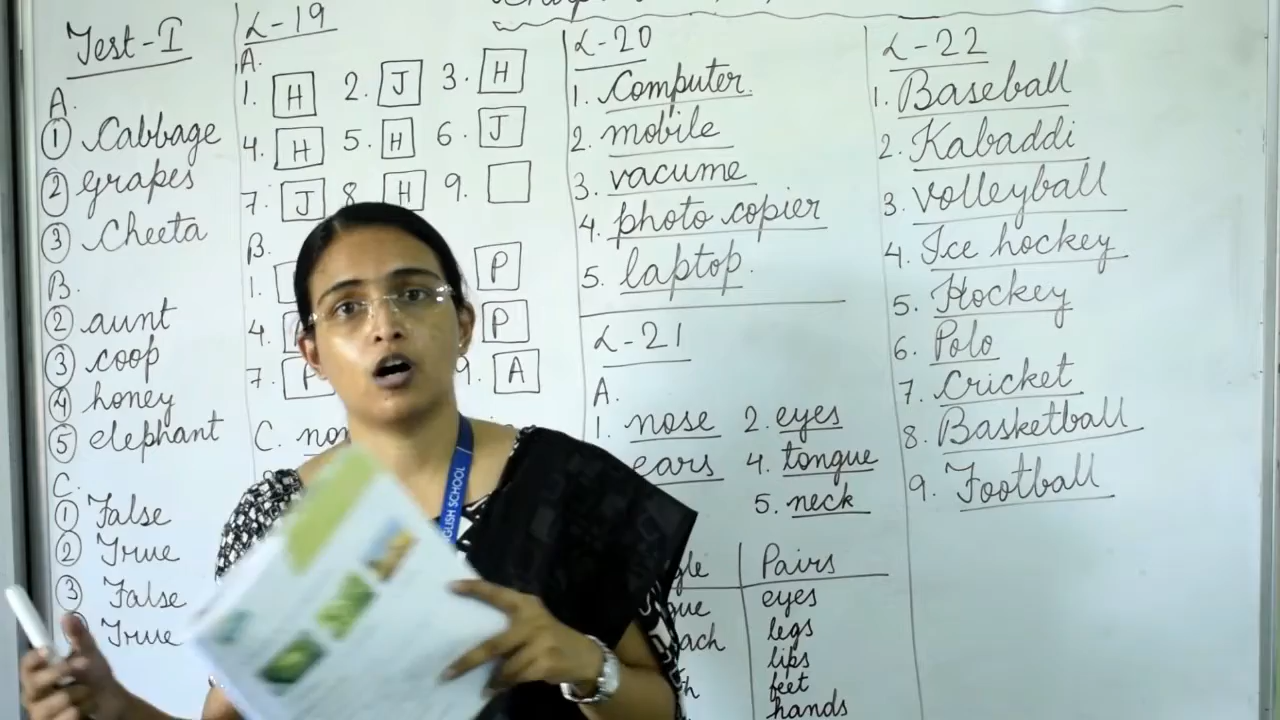 Test-I
A.
1 Cabbage
2 grapes
3 Cheeta
B.
2 aunt
3 coop
4 honey
5 elephant
C.
1 False
2 True
3 False
True
L-19
A.
1. H 2. J 3. H
4. H 5. H 6. J
7. J 8. H 9.
B.
1. P
4. P
7. P 9. A
C.
L-20
1. Computer
2. mobile
3. vacume
4. photo copier
5. laptop
L-21
A.
1. nose 2. eyes
ears 4. tongue
5. neck
Pairs
eyes
legs
lips
feet
hands
L-22
1. Baseball
2. Kabaddi
3. Volleyball
4. Ice hockey
5. Hockey
6. Polo
7. Cricket
8. Basketball
9. Football
SCHOOL